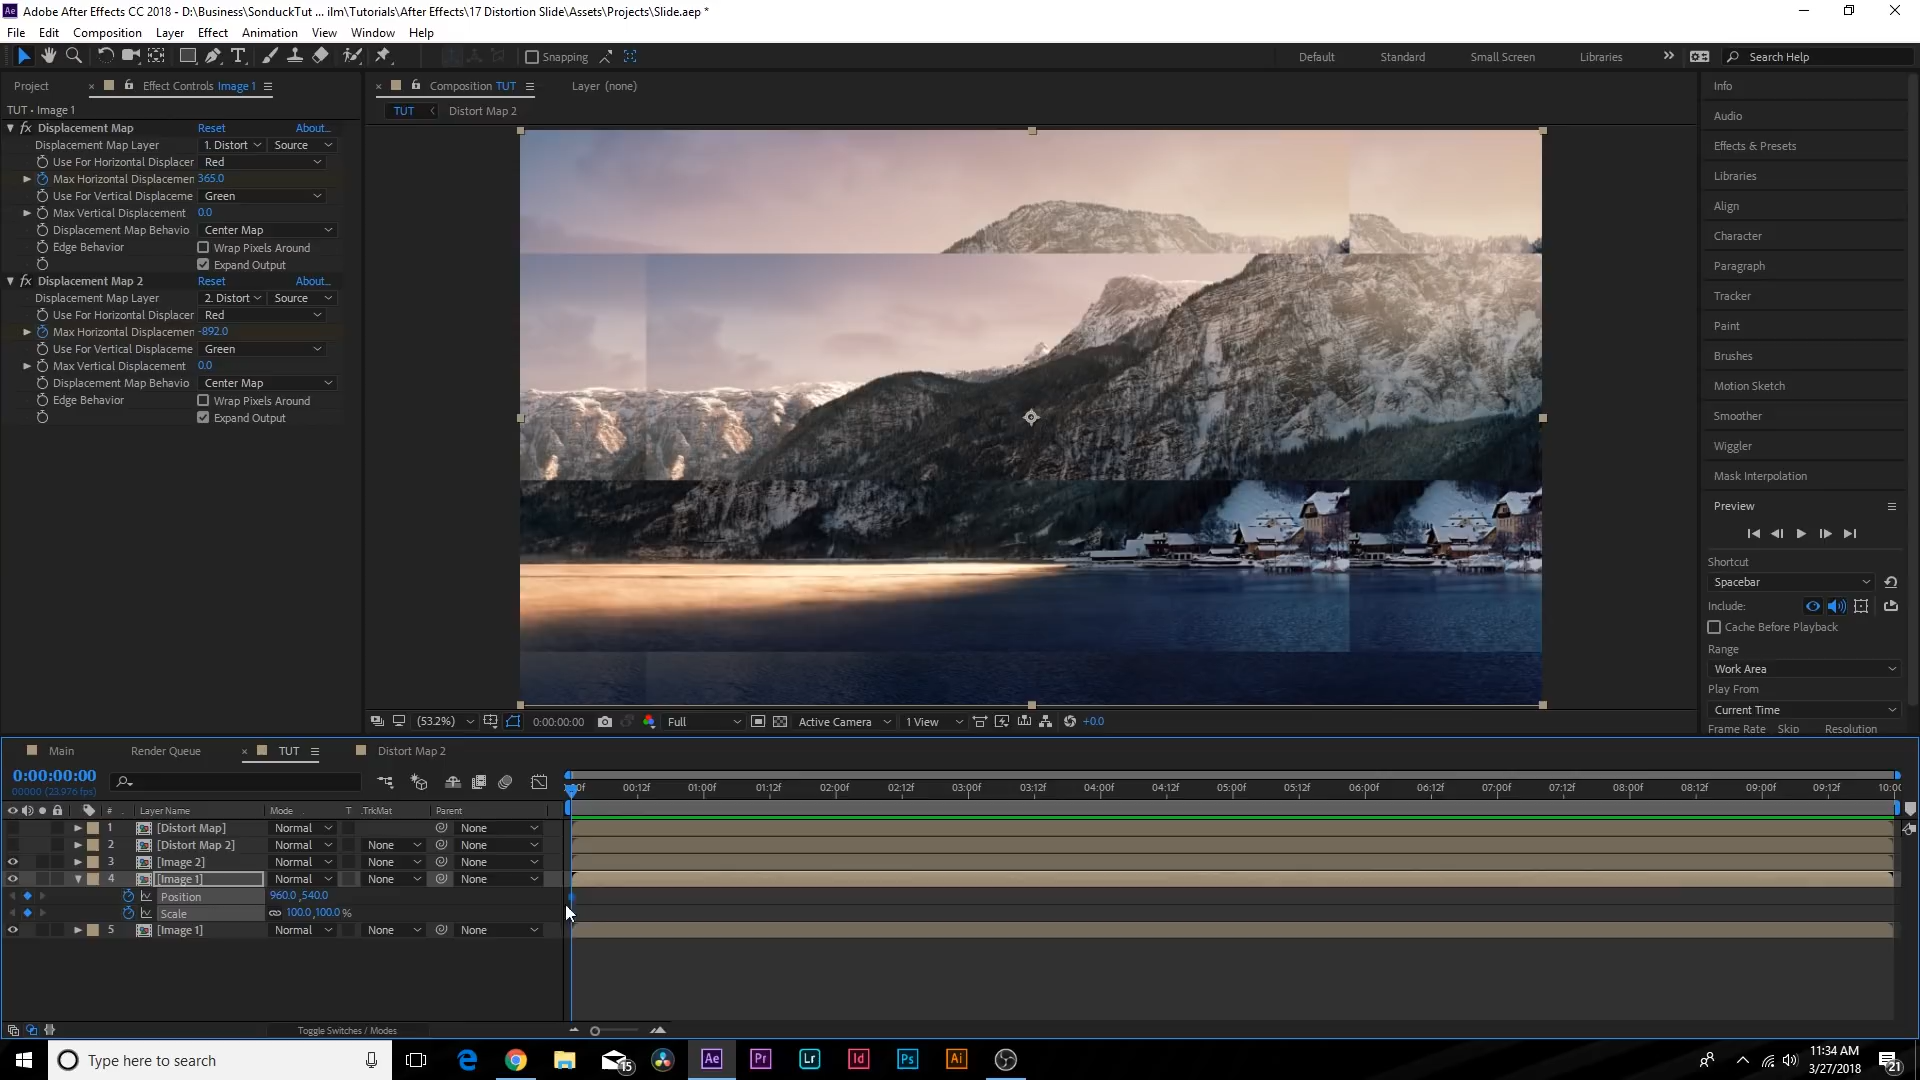 Adobe After Effects CC 2018 - D:\Business\SonduckTut ... ilm\Tutorials\After Effects\17 Distortion Slide\Assets\Projects\Slide.aep *
File Edit Composition Layer Effect Animation View Window Help
Snapping Default Standard Small Screen Libraries Search Help
Project Effect Controls Image 1
Composition TUT Layer (none)
TUT • Image 1
TUT Distort Map 2
fx Displacement Map Reset About...
Displacement Map Layer 1. Distort Source
Use For Horizontal Displacer Red
Max Horizontal Displacemen 365.0
Use For Vertical Displaceme Green
Max Vertical Displacement 0.0
Displacement Map Behavio Center Map
Edge Behavior Wrap Pixels Around
Expand Output
fx Displacement Map 2 Reset About...
Displacement Map Layer 2. Distort Source
Use For Horizontal Displacer Red
Max Horizontal Displacemen -892.0
Use For Vertical Displaceme Green
Max Vertical Displacement 0.0
Displacement Map Behavio Center Map
Edge Behavior Wrap Pixels Around
Expand Output
Info
Audio
Effects & Presets
Libraries
Align
Character
Paragraph
Tracker
Paint
Brushes
Motion Sketch
Smoother
Wiggler
Mask Interpolation
Preview
Shortcut
Spacebar
Include:
Cache Before Playback
Range
Work Area
Play From
Current Time
Frame Rate Skip Resolution
(53.2%) 0:00:00:00 Full Active Camera 1 View +0.0
Main Render Queue TUT Distort Map 2
0:00:00:00
00000 (23.976 fps)
00f 00:12f 01:00f 01:12f 02:00f 02:12f 03:00f 03:12f 04:00f 04:12f 05:00f 05:12f 06:00f 06:12f 07:00f 07:12f 08:00f 08:12f 09:00f 09:12f 10:00
# Layer Name Mode T .TrkMat Parent
1 [Distort Map] Normal None
2 [Distort Map 2] Normal None None
3 [Image 2] Normal None None
4 [Image 1] Normal None None
Position 960.0 ,540.0
Scale 100.0 ,100.0 %
5 [Image 1] Normal None None
Toggle Switches / Modes
Type here to search
Ae Pr Lr Id Ps Ai
15
11:34 AM
3/27/2018
21